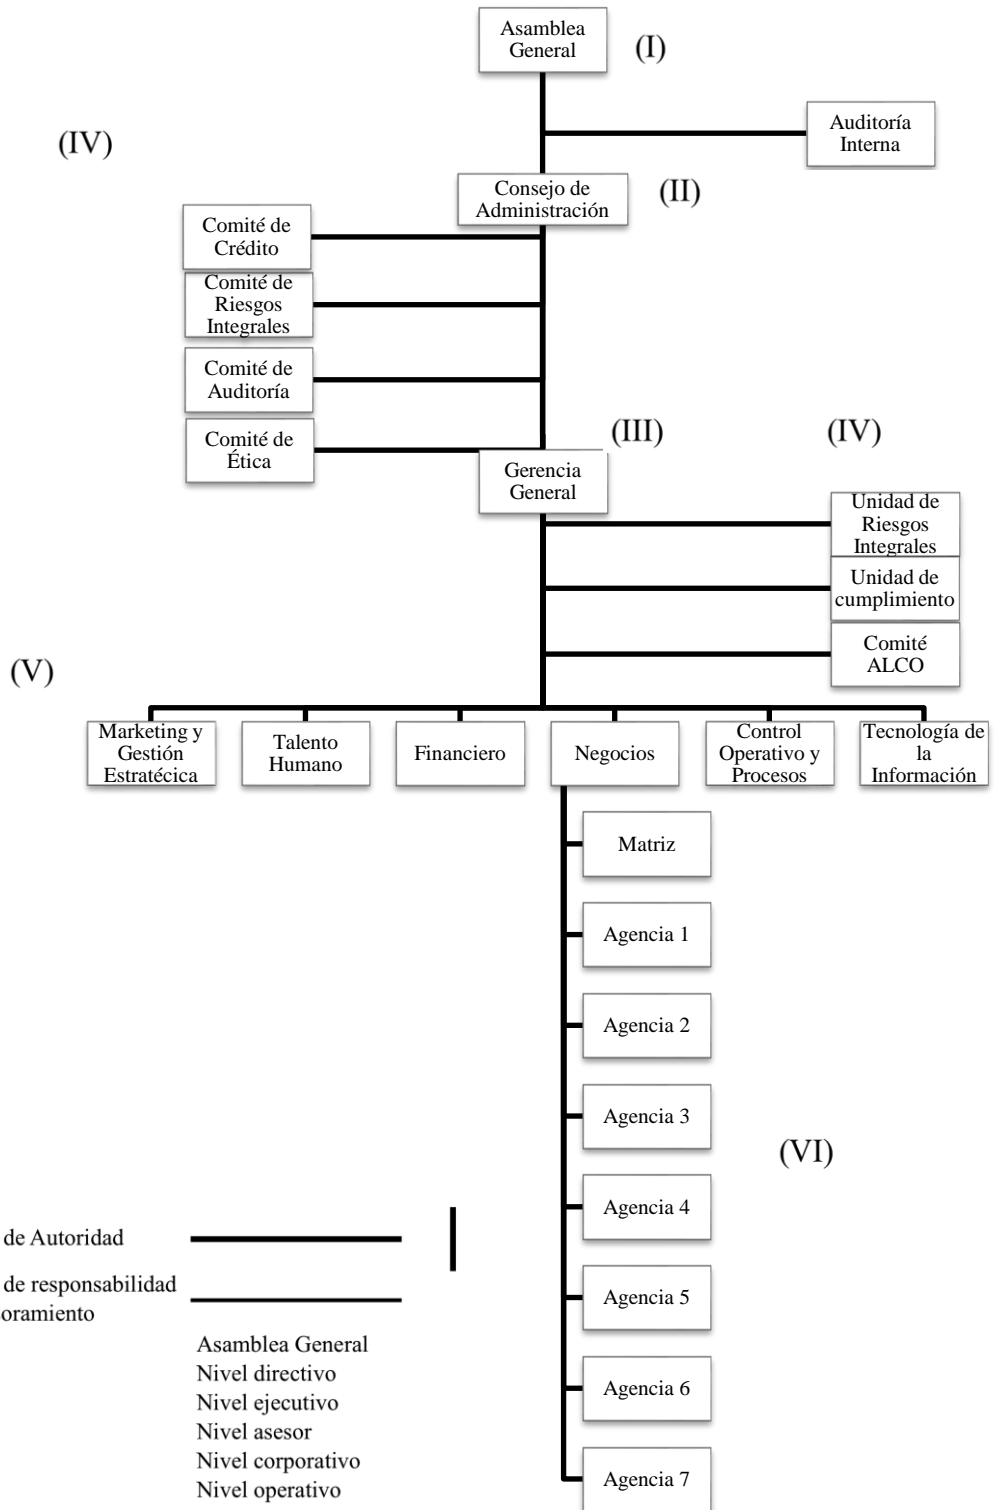 Asamblea
General
(I)
Auditoría
Interna
(IV)
Consejo de
Administración
(II)
Comité de
Crédito
Comité de
Riesgos
Integrales
Comité de
Auditoría
Comité de
Ética
(III)
(IV)
Gerencia
General
Unidad de
Riesgos
Integrales
Unidad de
cumplimiento
Comité
ALCO
(V)
Marketing y
Gestión
Estratécica
Talento
Humano
Financiero
Negocios
Control
Operativo y
Procesos
Tecnología de
la
Información
Matriz
Agencia 1
Agencia 2
Agencia 3
(VI)
Agencia 4
Agencia 5
Agencia 6
Agencia 7
de Autoridad
de responsabilidad
oramiento
Asamblea General
Nivel directivo
Nivel ejecutivo
Nivel asesor
Nivel corporativo
Nivel operativo